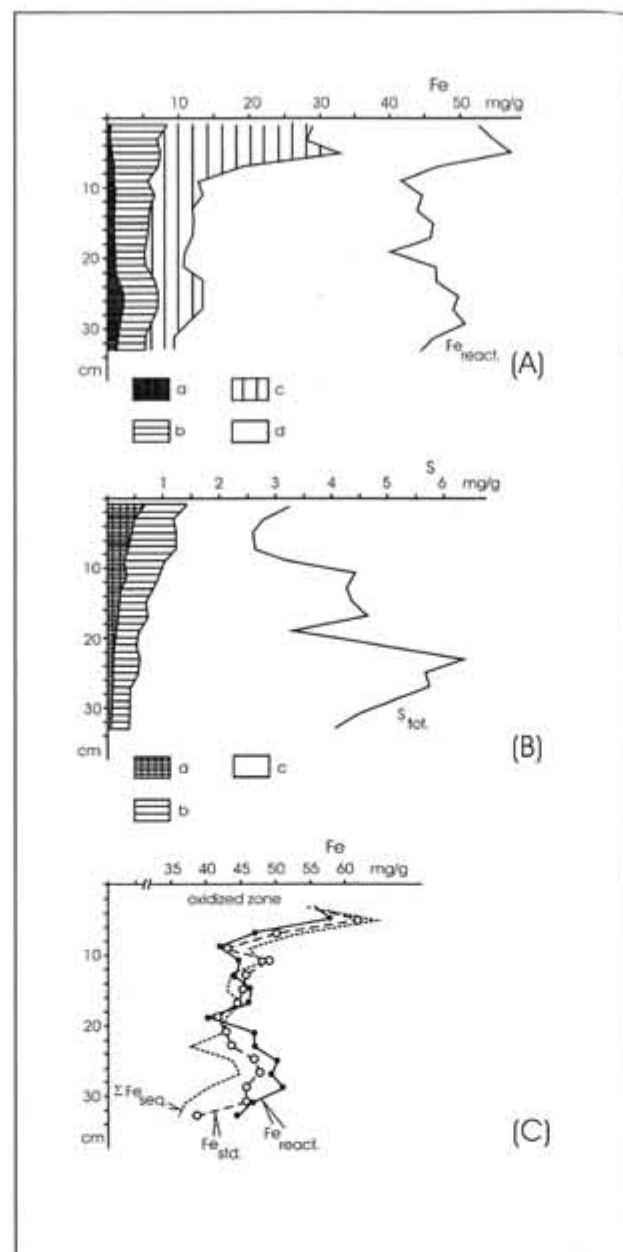 Fe
10 20 30 40 50 mg/g
10
20
30
cm
Fe react.
(A)
a c
b d
S
1 2 3 4 5 6 mg/g
10
20
30
cm
S tot.
(B)
a c
b
Fe
35 40 45 50 55 60 mg/g
oxidized zone
10
20
30
cm
ΣFe seq.
Fe std.
Fe react.
(C)